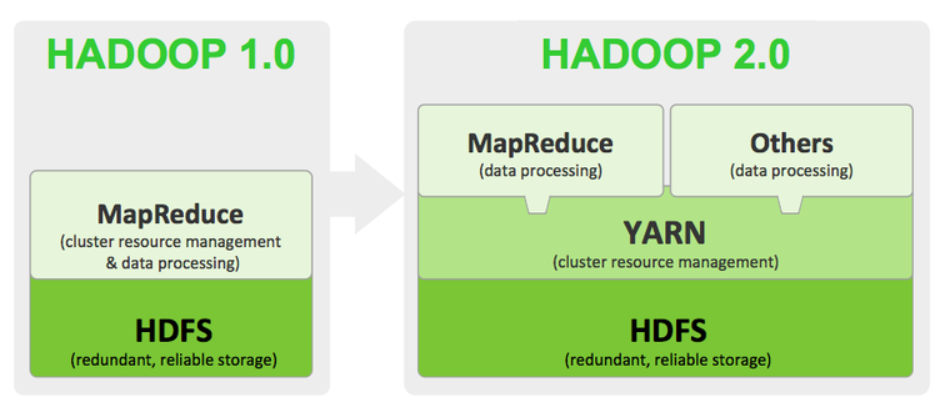 HADOOP 1.0
MapReduce
(cluster resource management
& data processing)
HDFS
(redundant, reliable storage)
HADOOP 2.0
MapReduce
(data processing)
Others
(data processing)
YARN
(cluster resource management)
HDFS
(redundant, reliable storage)